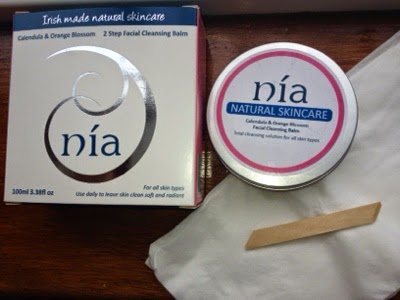 Irish made natural skincare
Calendula & Orange Blossom 2 Step Facial Cleansing Balm
nía
100ml 3.38fl oz
For all skin types
Use daily to leave skin clean soft and radiant
nía
NATURAL SKINCARE
Calendula & Orange Blossom
Facial Cleansing Balm
Total cleansing solution for all skin types